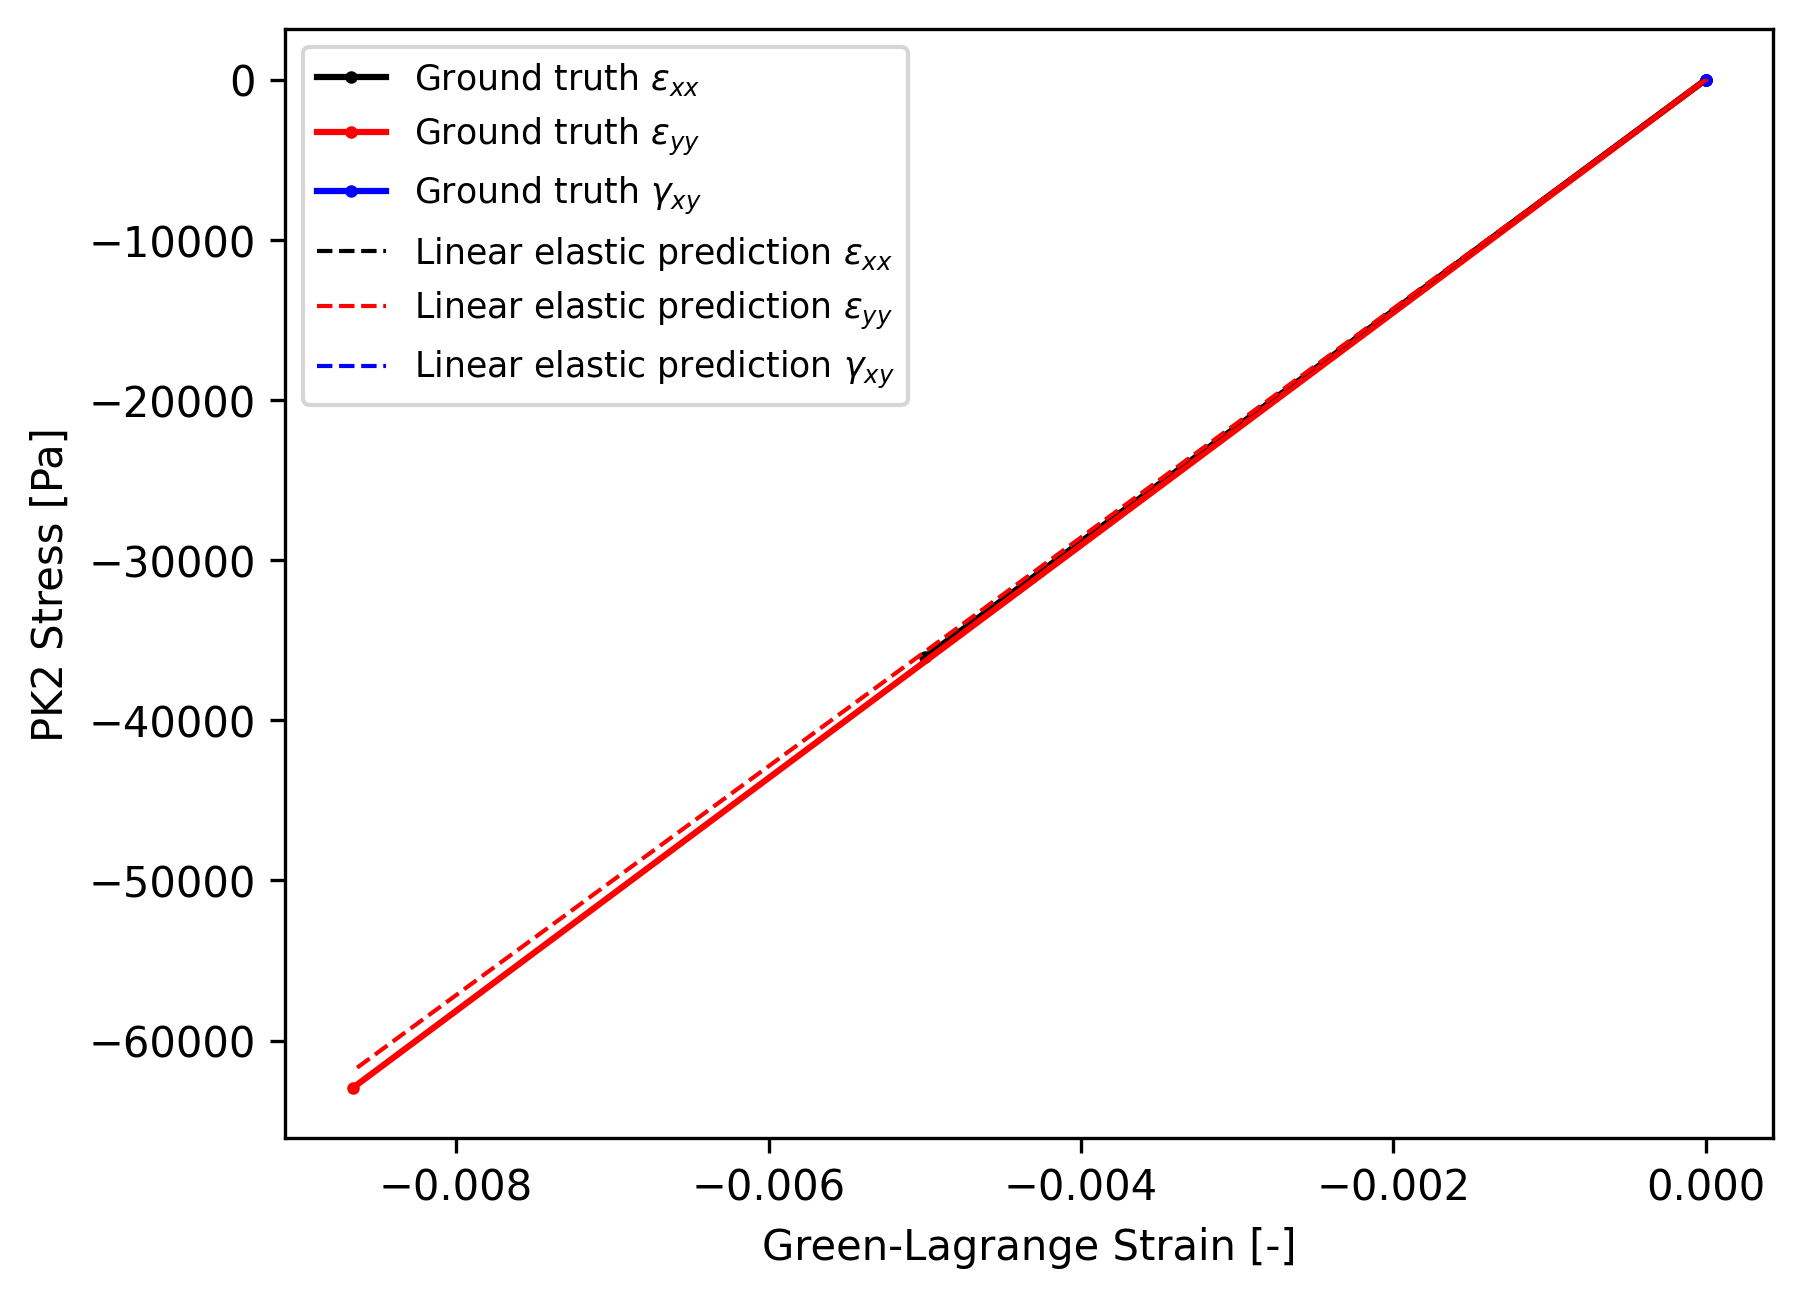 Ground truth εxx
Ground truth εyy
Ground truth γxy
Linear elastic prediction εxx
Linear elastic prediction εyy
Linear elastic prediction γxy
0
−10000
−20000
−30000
−40000
−50000
−60000
PK2 Stress [Pa]
−0.008 −0.006 −0.004 −0.002 0.000
Green-Lagrange Strain [-]